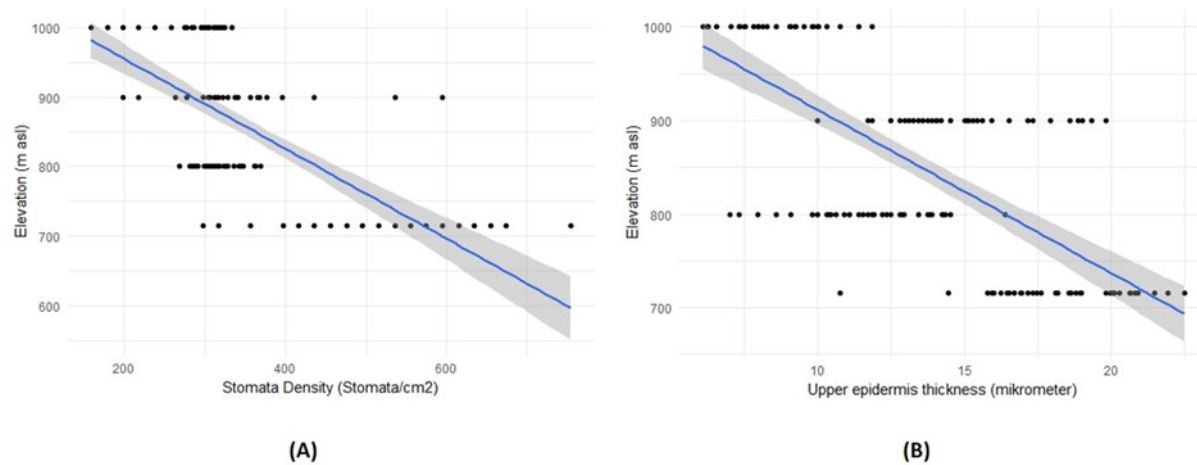 1000
900
800
700
600
Elevation (m asl)
200
400
600
Stomata Density (Stomata/cm2)
(A)
1000
900
800
700
Elevation (m asl)
10
15
20
Upper epidermis thickness (mikrometer)
(B)